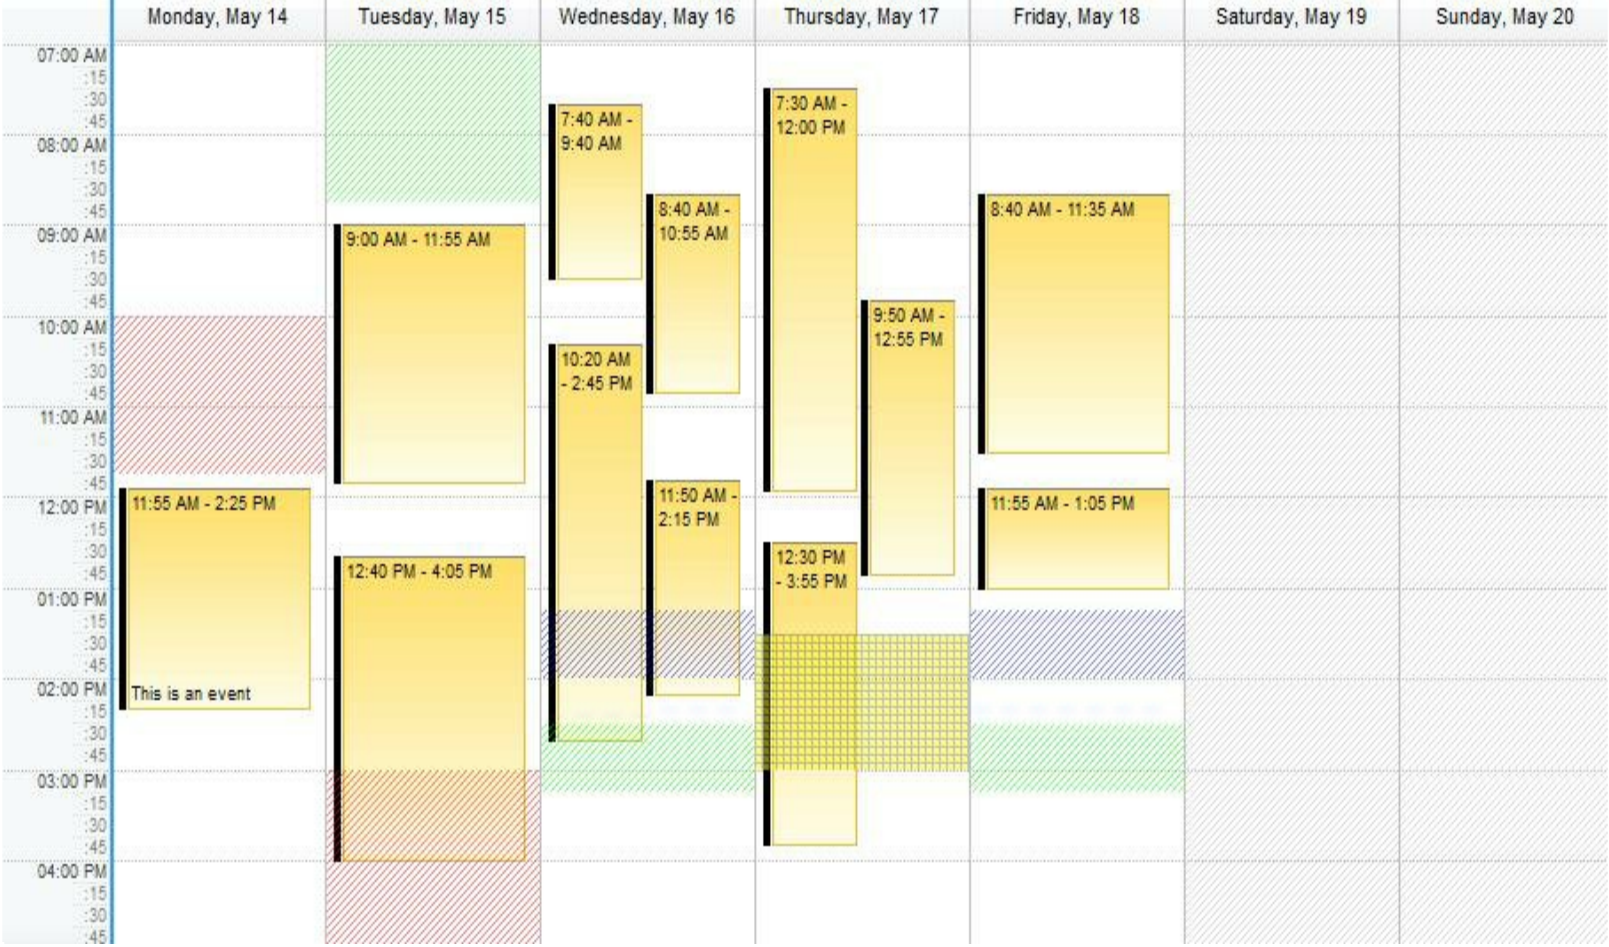 Monday, May 14
Tuesday, May 15
Wednesday, May 16
Thursday, May 17
Friday, May 18
Saturday, May 19
Sunday, May 20
07:00 AM
:15
:30
:45
08:00 AM
:15
:30
:45
09:00 AM
:15
:30
:45
10:00 AM
:15
:30
:45
11:00 AM
:15
:30
:45
12:00 PM
:15
:30
:45
01:00 PM
:15
:30
:45
02:00 PM
:15
:30
:45
03:00 PM
:15
:30
:45
04:00 PM
:15
:30
:45
11:55 AM - 2:25 PM
This is an event
9:00 AM - 11:55 AM
12:40 PM - 4:05 PM
7:40 AM -
9:40 AM
8:40 AM -
10:55 AM
10:20 AM
- 2:45 PM
11:50 AM -
2:15 PM
7:30 AM -
12:00 PM
9:50 AM -
12:55 PM
12:30 PM
- 3:55 PM
8:40 AM - 11:35 AM
11:55 AM - 1:05 PM